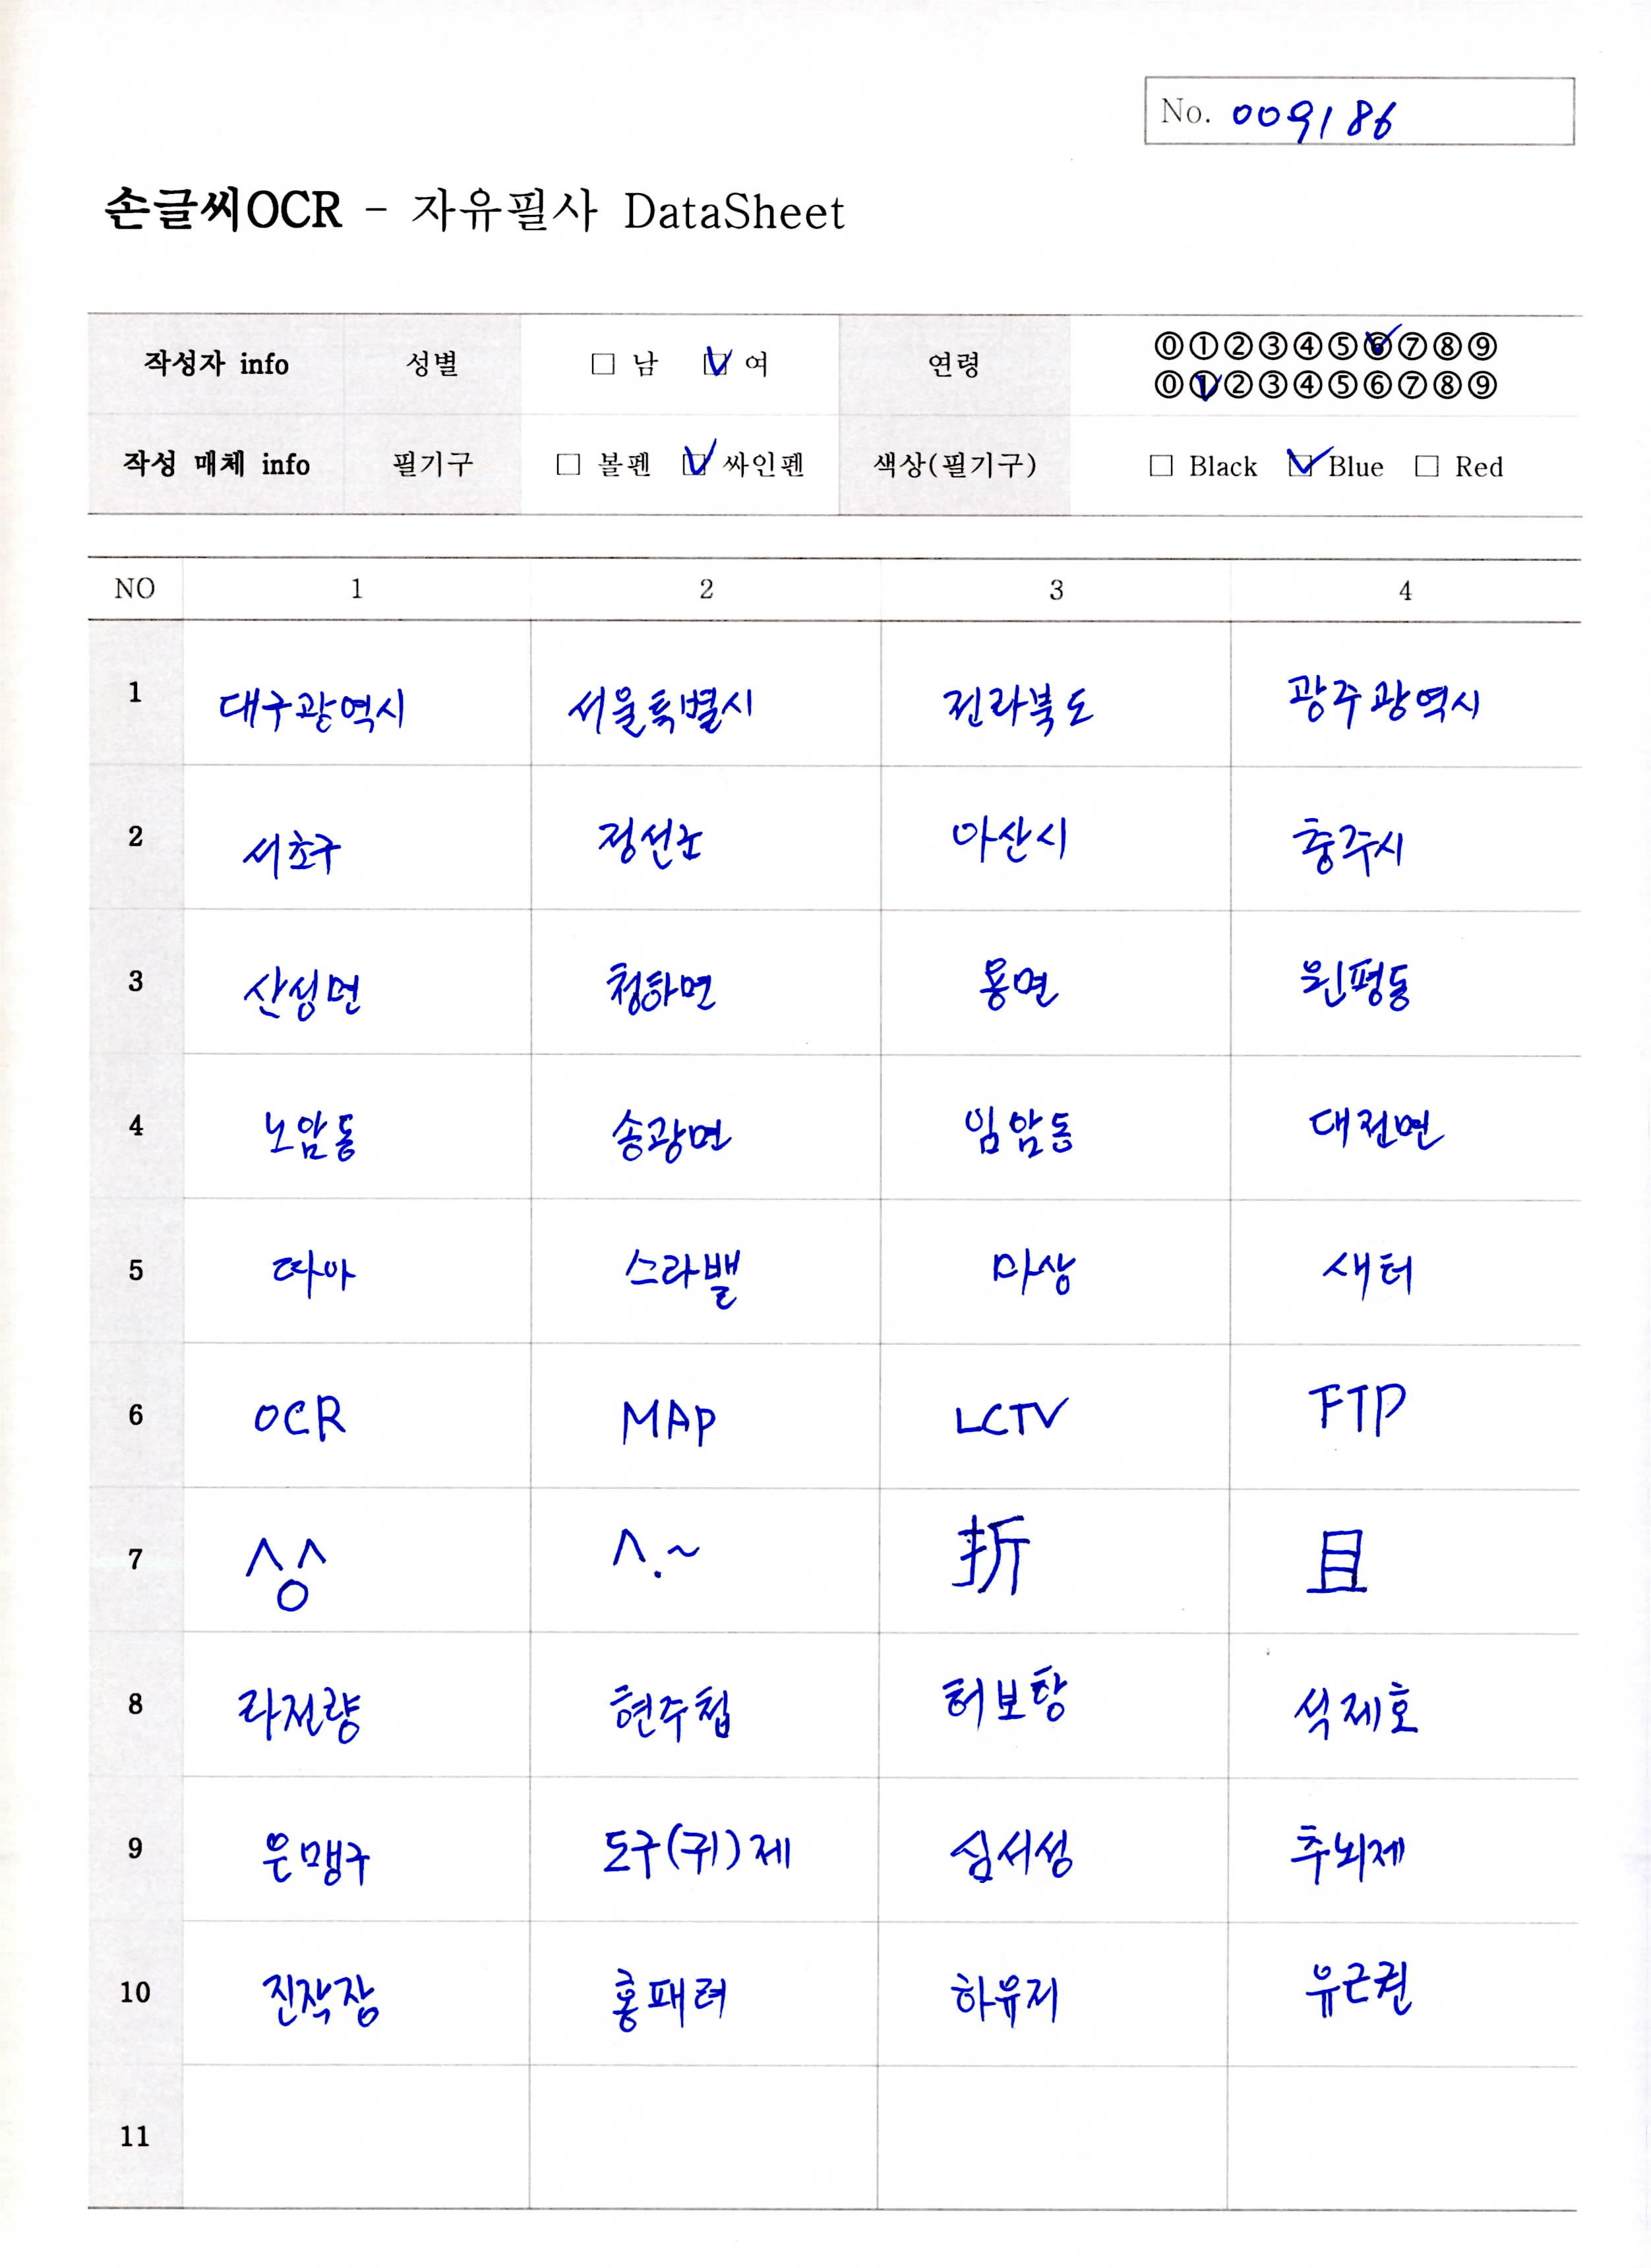 No. 009186
손글씨OCR - 자유필사 DataSheet
작성자 info 성별 □ 남 ☑ 여 연령 ⓪①②③④⑤⑥⑦⑧⑨
⓪①②③④⑤⑥⑦⑧⑨
작성 매체 info 필기구 □ 볼펜 ☑ 싸인펜 색상(필기구) □ Black ☑ Blue □ Red
NO 1 2 3 4
1 대구광역시 서울특별시 전라북도 광주광역시
2 서초구 정선군 아산시 충주시
3 산성면 청하면 용면 원평동
4 노암동 송광면 임암동 대전면
5 따아 스라밸 마상 새터
6 OCR MAP LCTV FTP
7 ^O^ ^.~ 折 且
8 라전량 현주첩 허보항 석제호
9 은맹구 도구(귀)제 심서성 추뇌제
10 진작장 홍패려 하유지 유근권
11